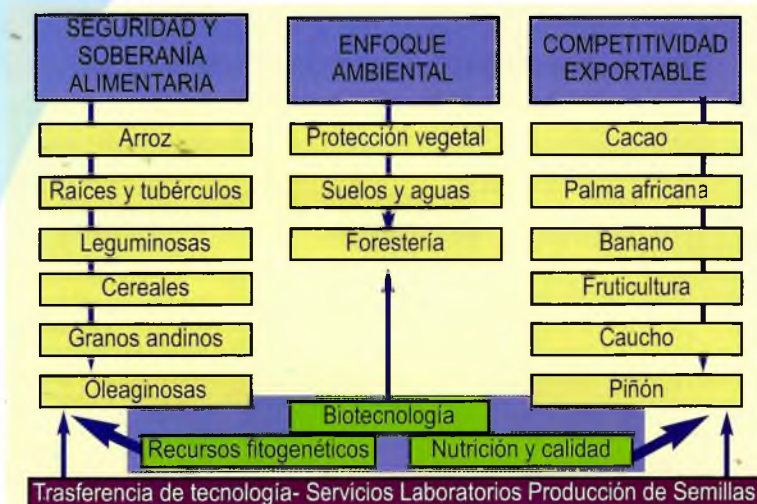 SEGURIDAD Y
SOBERANÍA
ALIMENTARIA
Arroz
Raíces y tubérculos
Leguminosas
Cereales
Granos andinos
Oleaginosas
ENFOQUE
AMBIENTAL
Protección vegetal
Suelos y aguas
Forestería
COMPETITIVIDAD
EXPORTABLE
Cacao
Palma africana
Banano
Fruticultura
Caucho
Piñón
Biotecnología
Recursos fitogenéticos
Nutrición y calidad
Trasferencia de tecnología- Servicios Laboratorios Producción de Semillas